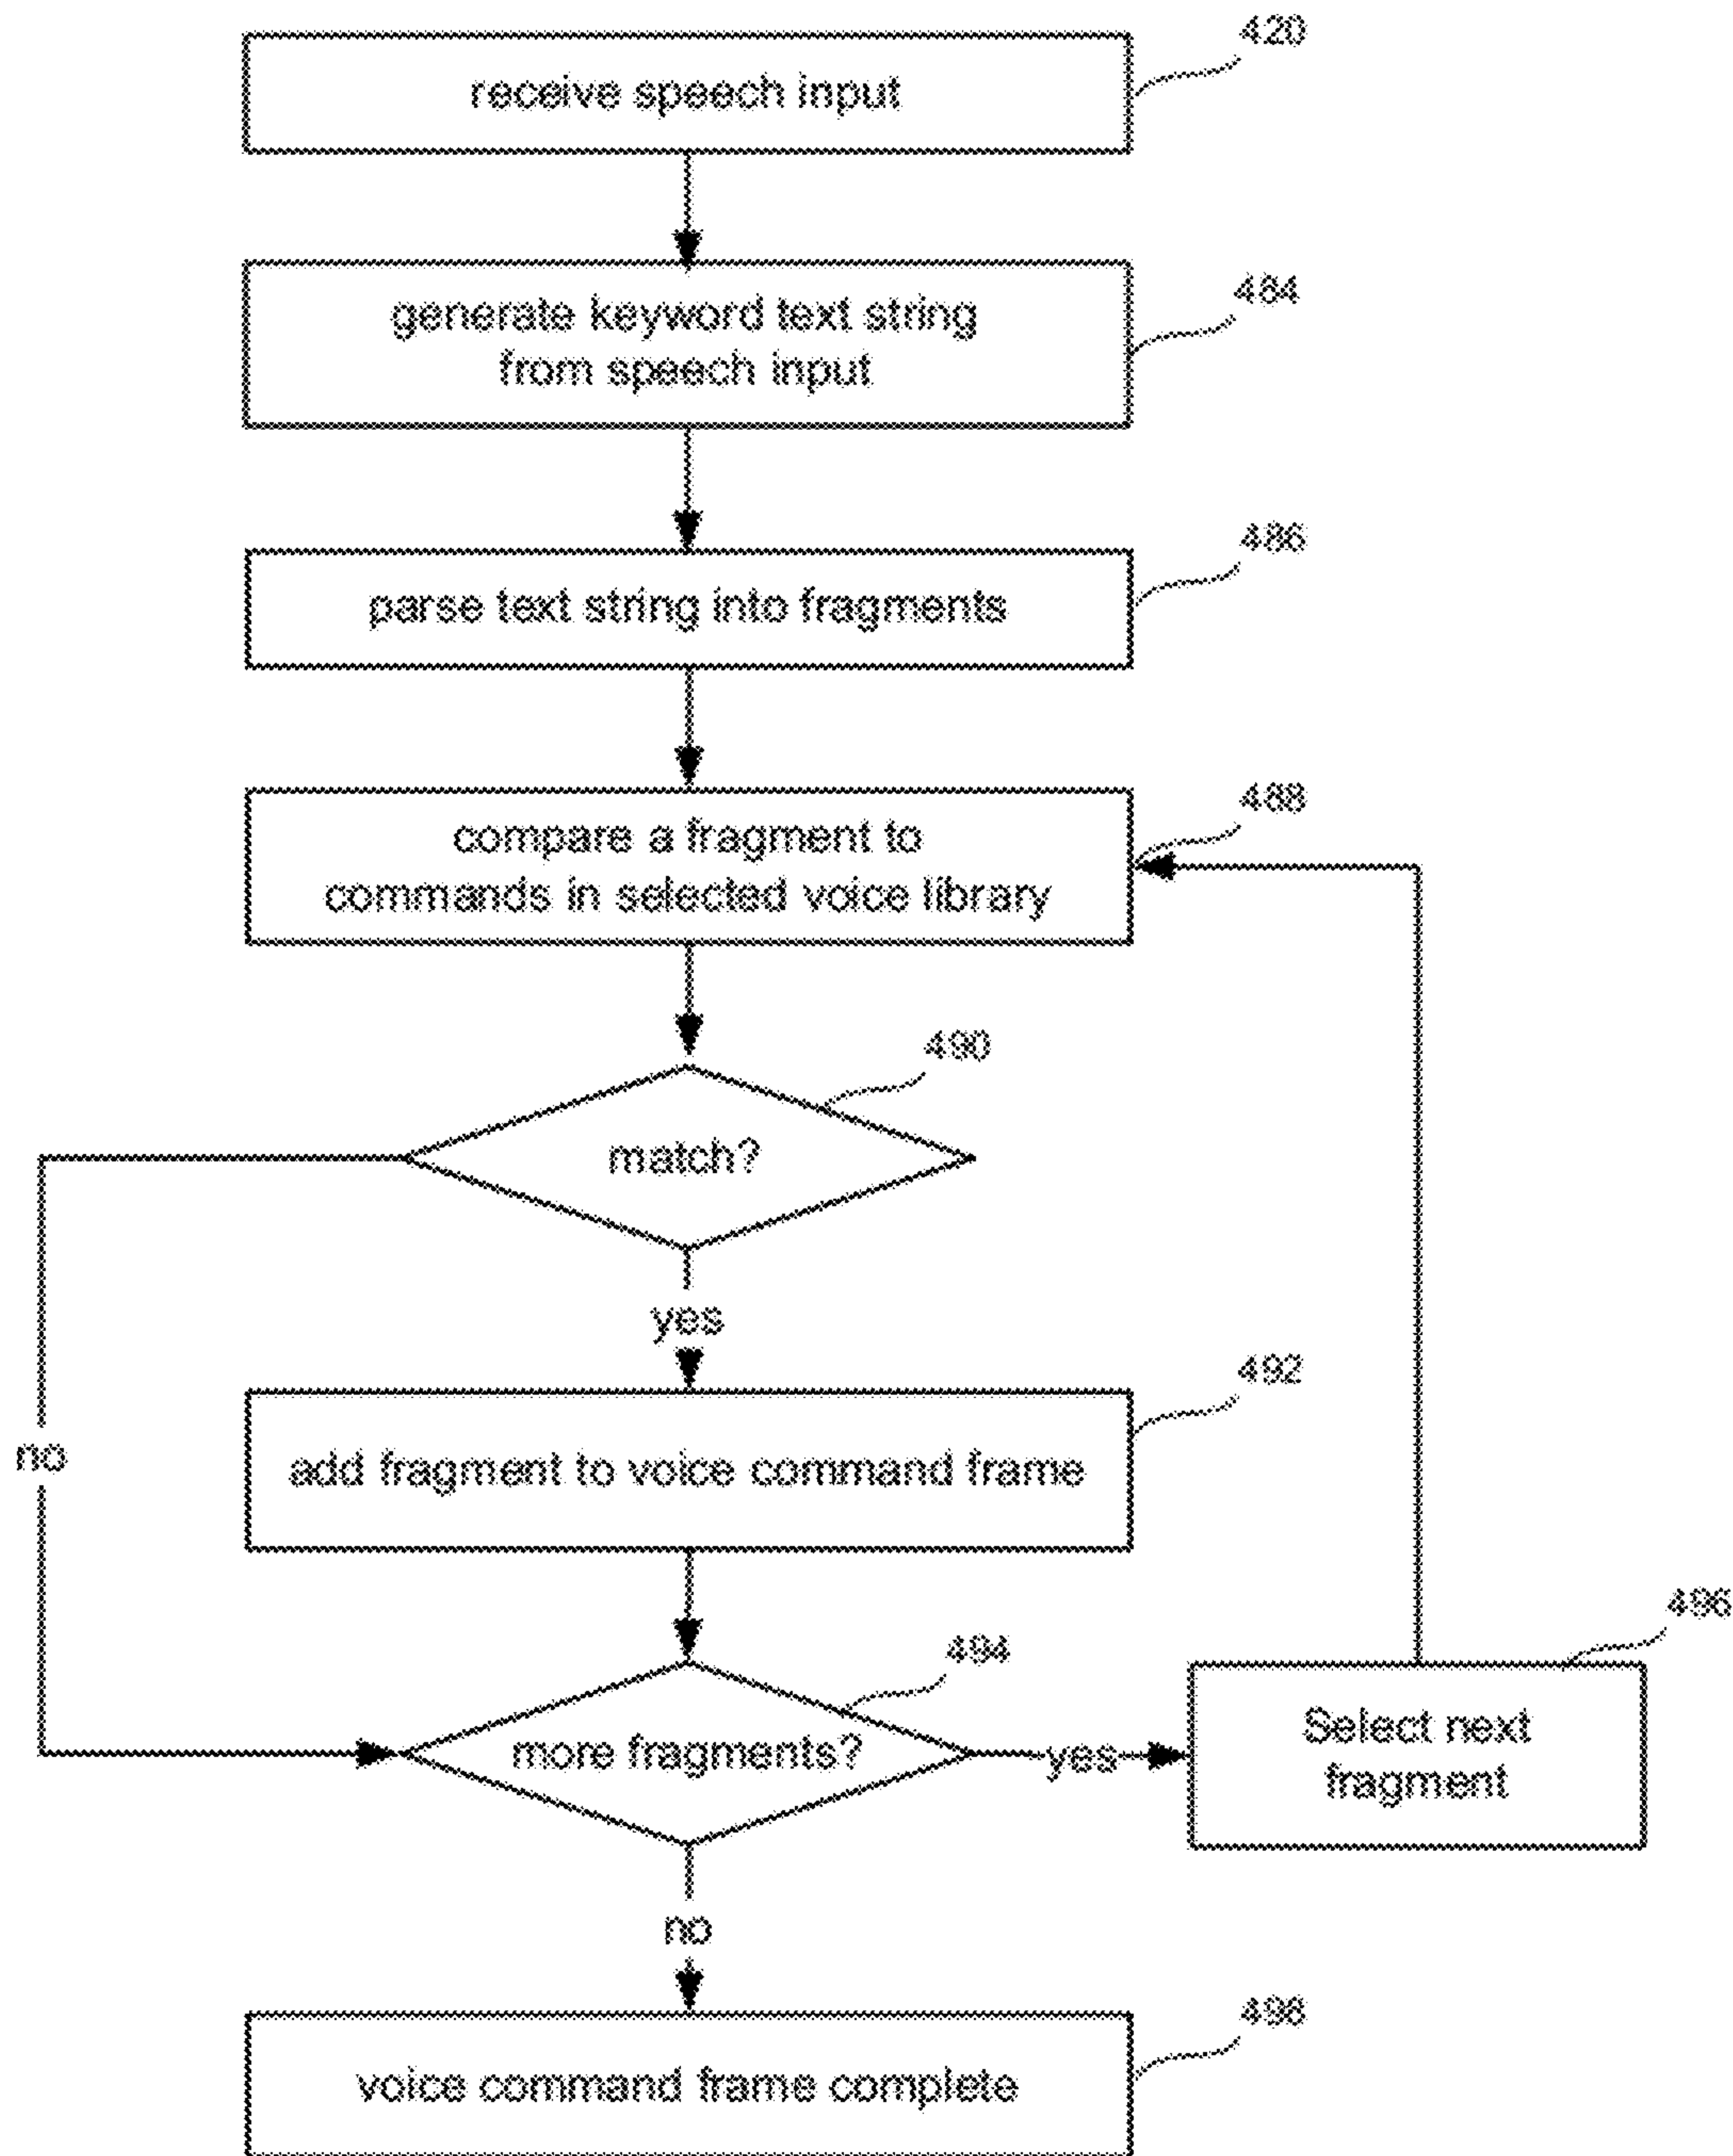 420
receive speech input
484
generate keyword text string
from speech input
486
parse text string into fragments
488
compare a fragment to
commands in selected voice library
490
match?
yes
492
no
add fragment to voice command frame
496
494
Select next
more fragments?
yes
fragment
no
498
voice command frame complete